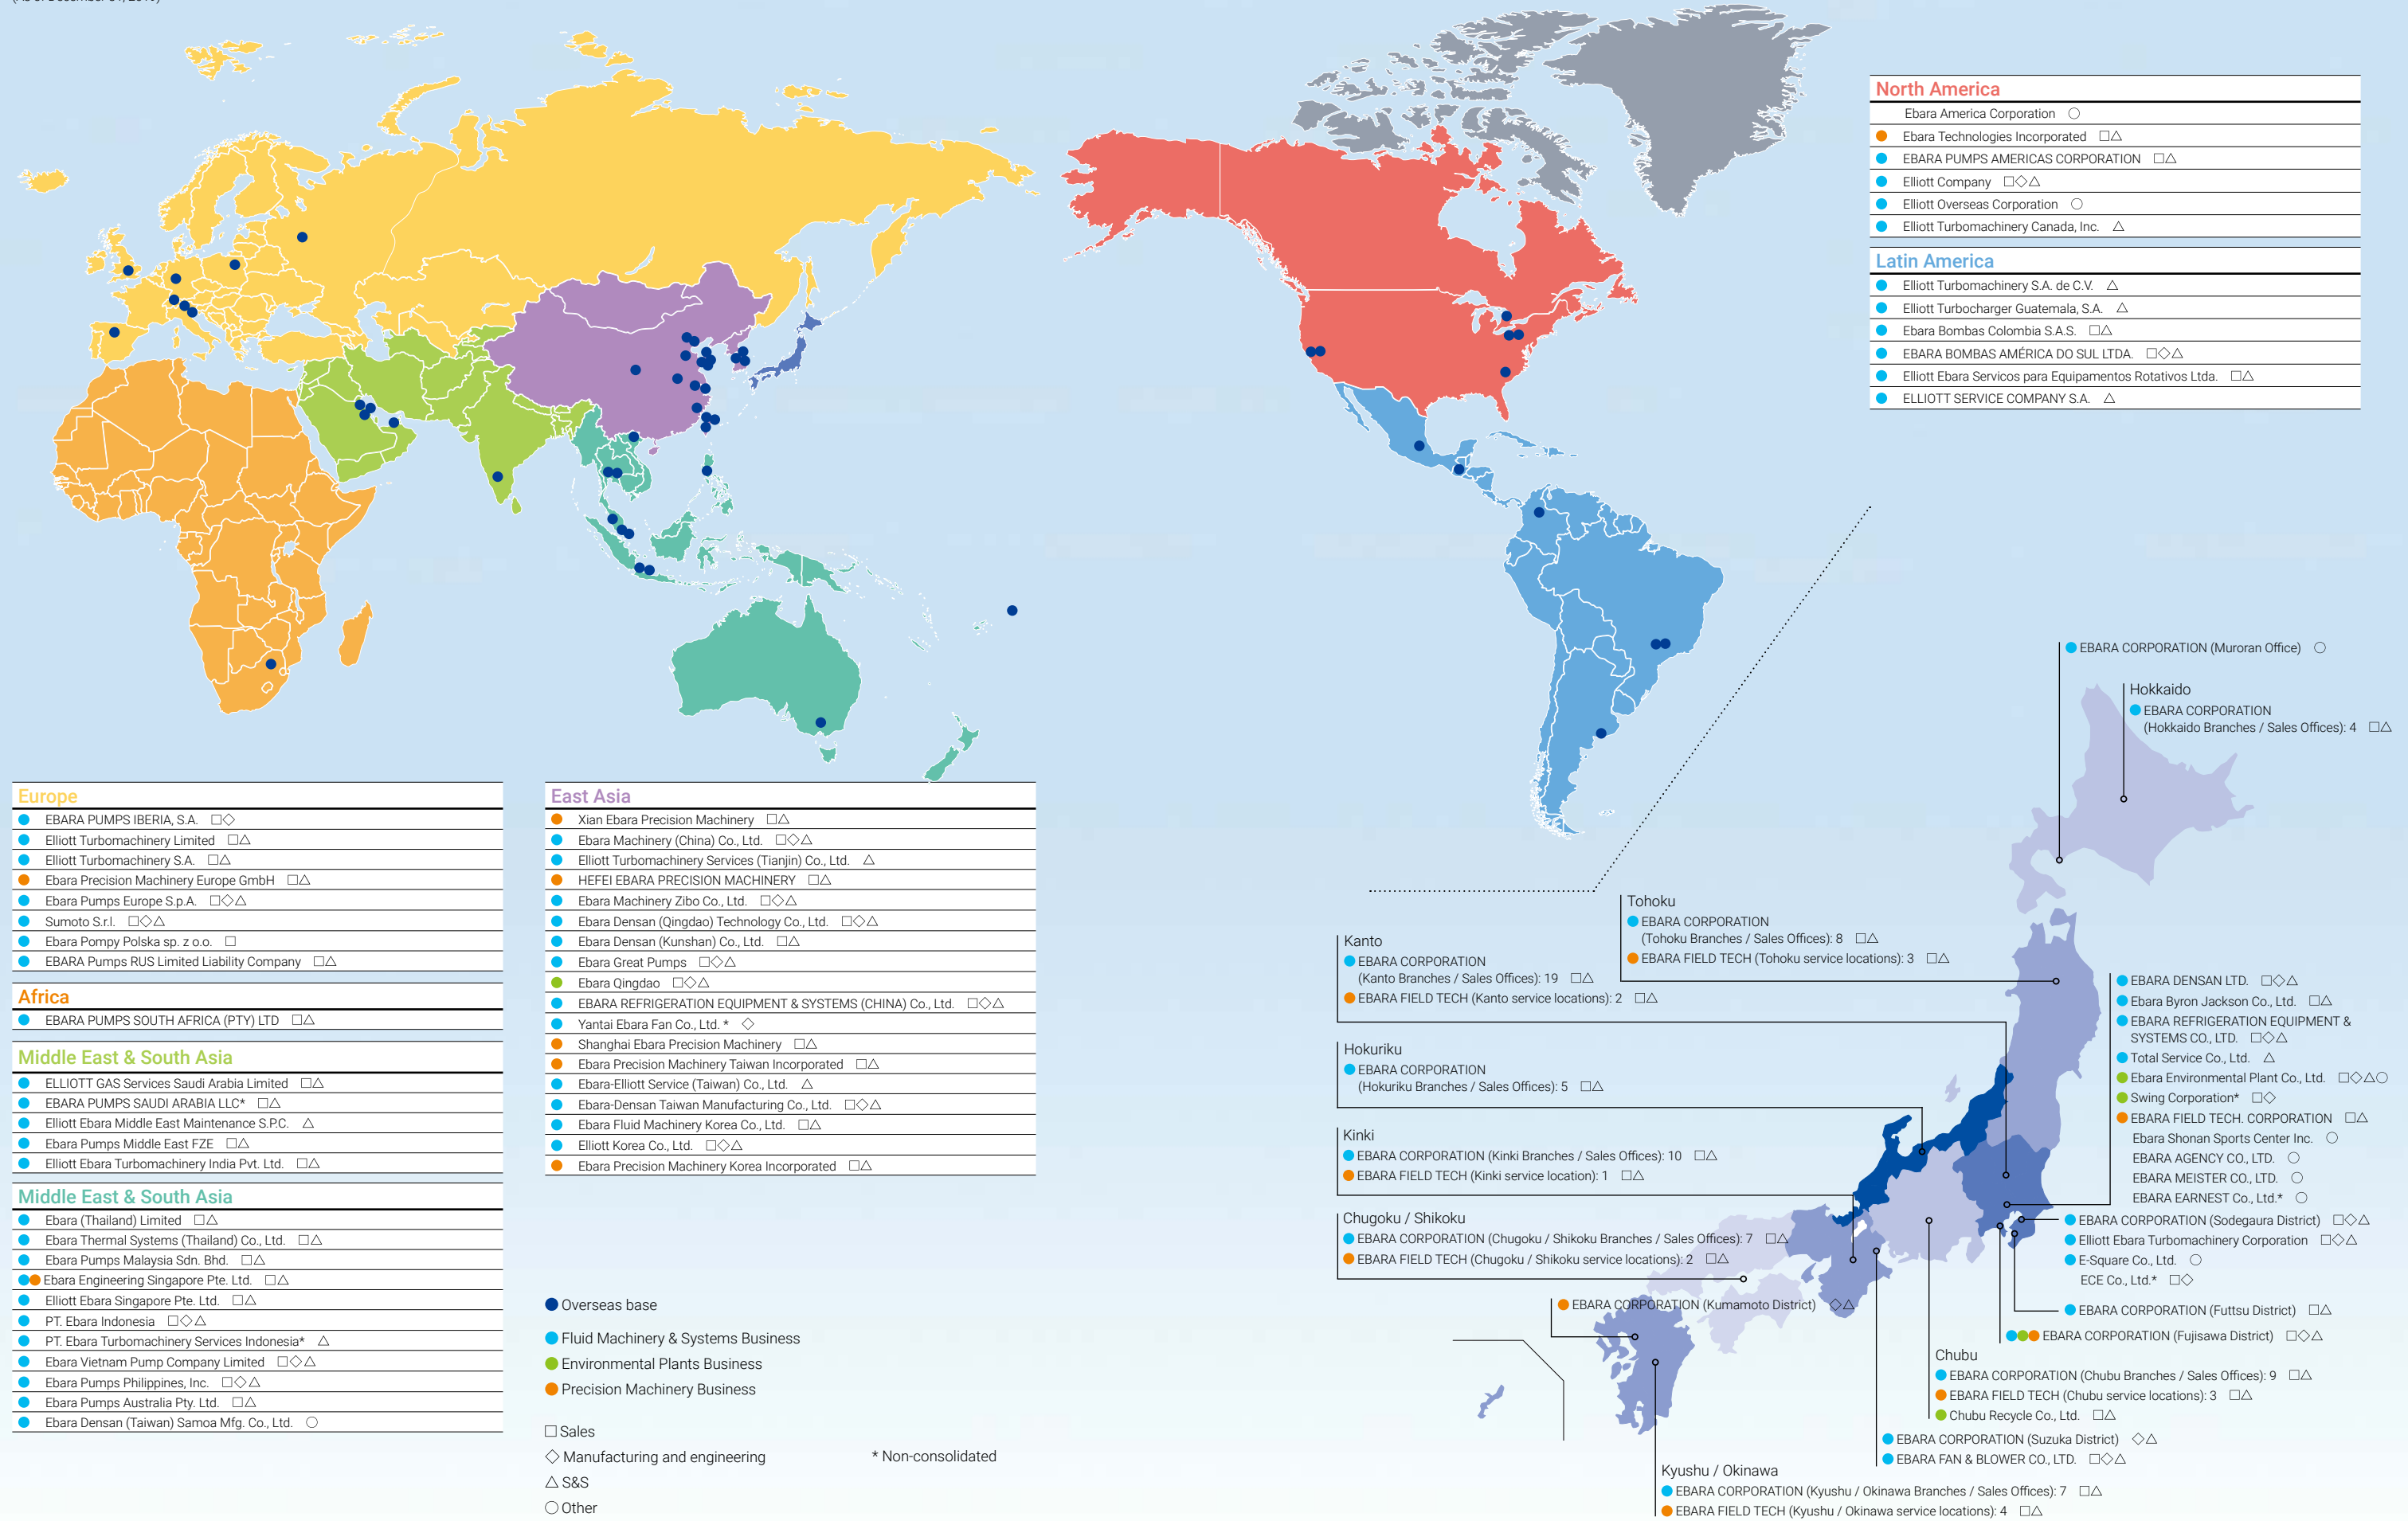 North America
Ebara America Corporation ○
Ebara Technologies Incorporated □△
EBARA PUMPS AMERICAS CORPORATION □△
Elliott Company □◇△
Elliott Overseas Corporation ○
Elliott Turbomachinery Canada, Inc. △
Latin America
Elliott Turbomachinery S.A. de C.V. △
Elliott Turbocharger Guatemala, S.A. △
Ebara Bombas Colombia S.A.S. □△
EBARA BOMBAS AMÉRICA DO SUL LTDA. □◇△
Elliott Ebara Servicos para Equipamentos Rotativos Ltda. □△
ELLIOTT SERVICE COMPANY S.A. △
Europe
EBARA PUMPS IBERIA, S.A. □◇
Elliott Turbomachinery Limited □△
Elliott Turbomachinery S.A. □△
Ebara Precision Machinery Europe GmbH □△
Ebara Pumps Europe S.p.A. □◇△
Sumoto S.r.l. □◇△
Ebara Pompy Polska sp. z o.o. □
EBARA Pumps RUS Limited Liability Company □△
Africa
EBARA PUMPS SOUTH AFRICA (PTY) LTD □△
Middle East & South Asia
ELLIOTT GAS Services Saudi Arabia Limited □△
EBARA PUMPS SAUDI ARABIA LLC* □△
Elliott Ebara Middle East Maintenance S.P.C. △
Ebara Pumps Middle East FZE □△
Elliott Ebara Turbomachinery India Pvt. Ltd. □△
Middle East & South Asia
Ebara (Thailand) Limited □△
Ebara Thermal Systems (Thailand) Co., Ltd. □△
Ebara Pumps Malaysia Sdn. Bhd. □△
Ebara Engineering Singapore Pte. Ltd. □△
Elliott Ebara Singapore Pte. Ltd. □△
PT. Ebara Indonesia □◇△
PT. Ebara Turbomachinery Services Indonesia* △
Ebara Vietnam Pump Company Limited □◇△
Ebara Pumps Philippines, Inc. □◇△
Ebara Pumps Australia Pty. Ltd. □△
Ebara Densan (Taiwan) Samoa Mfg. Co., Ltd. ○
East Asia
Xian Ebara Precision Machinery □△
Ebara Machinery (China) Co., Ltd. □◇△
Elliott Turbomachinery Services (Tianjin) Co., Ltd. △
HEFEI EBARA PRECISION MACHINERY □△
Ebara Machinery Zibo Co., Ltd. □◇△
Ebara Densan (Qingdao) Technology Co., Ltd. □◇△
Ebara Densan (Kunshan) Co., Ltd. □△
Ebara Great Pumps □◇△
Ebara Qingdao □◇△
EBARA REFRIGERATION EQUIPMENT & SYSTEMS (CHINA) Co., Ltd. □◇△
Yantai Ebara Fan Co., Ltd. * ◇
Shanghai Ebara Precision Machinery □△
Ebara Precision Machinery Taiwan Incorporated □△
Ebara-Elliott Service (Taiwan) Co., Ltd. △
Ebara-Densan Taiwan Manufacturing Co., Ltd. □◇△
Ebara Fluid Machinery Korea Co., Ltd. □△
Elliott Korea Co., Ltd. □◇△
Ebara Precision Machinery Korea Incorporated □△
Overseas base
Fluid Machinery & Systems Business
Environmental Plants Business
Precision Machinery Business
□ Sales
◇ Manufacturing and engineering
△ S&S
○ Other
* Non-consolidated
EBARA CORPORATION (Muroran Office) ○
Hokkaido
EBARA CORPORATION
(Hokkaido Branches / Sales Offices): 4 □△
Tohoku
EBARA CORPORATION
(Tohoku Branches / Sales Offices): 8 □△
EBARA FIELD TECH (Tohoku service locations): 3 □△
Kanto
EBARA CORPORATION
(Kanto Branches / Sales Offices): 19 □△
EBARA FIELD TECH (Kanto service locations): 2 □△
Hokuriku
EBARA CORPORATION
(Hokuriku Branches / Sales Offices): 5 □△
Kinki
EBARA CORPORATION (Kinki Branches / Sales Offices): 10 □△
EBARA FIELD TECH (Kinki service location): 1 □△
Chugoku / Shikoku
EBARA CORPORATION (Chugoku / Shikoku Branches / Sales Offices): 7 □△
EBARA FIELD TECH (Chugoku / Shikoku service locations): 2 □△
EBARA CORPORATION (Kumamoto District) ◇△
EBARA DENSAN LTD. □◇△
Ebara Byron Jackson Co., Ltd. □△
EBARA REFRIGERATION EQUIPMENT &
SYSTEMS CO., LTD. □◇△
Total Service Co., Ltd. △
Ebara Environmental Plant Co., Ltd. □◇△○
Swing Corporation* □◇
EBARA FIELD TECH. CORPORATION □△
Ebara Shonan Sports Center Inc. ○
EBARA AGENCY CO., LTD. ○
EBARA MEISTER CO., LTD. ○
EBARA EARNEST Co., Ltd.* ○
EBARA CORPORATION (Sodegaura District) □◇△
Elliott Ebara Turbomachinery Corporation □◇△
E-Square Co., Ltd. ○
ECE Co., Ltd.* □◇
EBARA CORPORATION (Futtsu District) □△
EBARA CORPORATION (Fujisawa District) □◇△
Chubu
EBARA CORPORATION (Chubu Branches / Sales Offices): 9 □△
EBARA FIELD TECH (Chubu service locations): 3 □△
Chubu Recycle Co., Ltd. □△
EBARA CORPORATION (Suzuka District) ◇△
EBARA FAN & BLOWER CO., LTD. □◇△
Kyushu / Okinawa
EBARA CORPORATION (Kyushu / Okinawa Branches / Sales Offices): 7 □△
EBARA FIELD TECH (Kyushu / Okinawa service locations): 4 □△